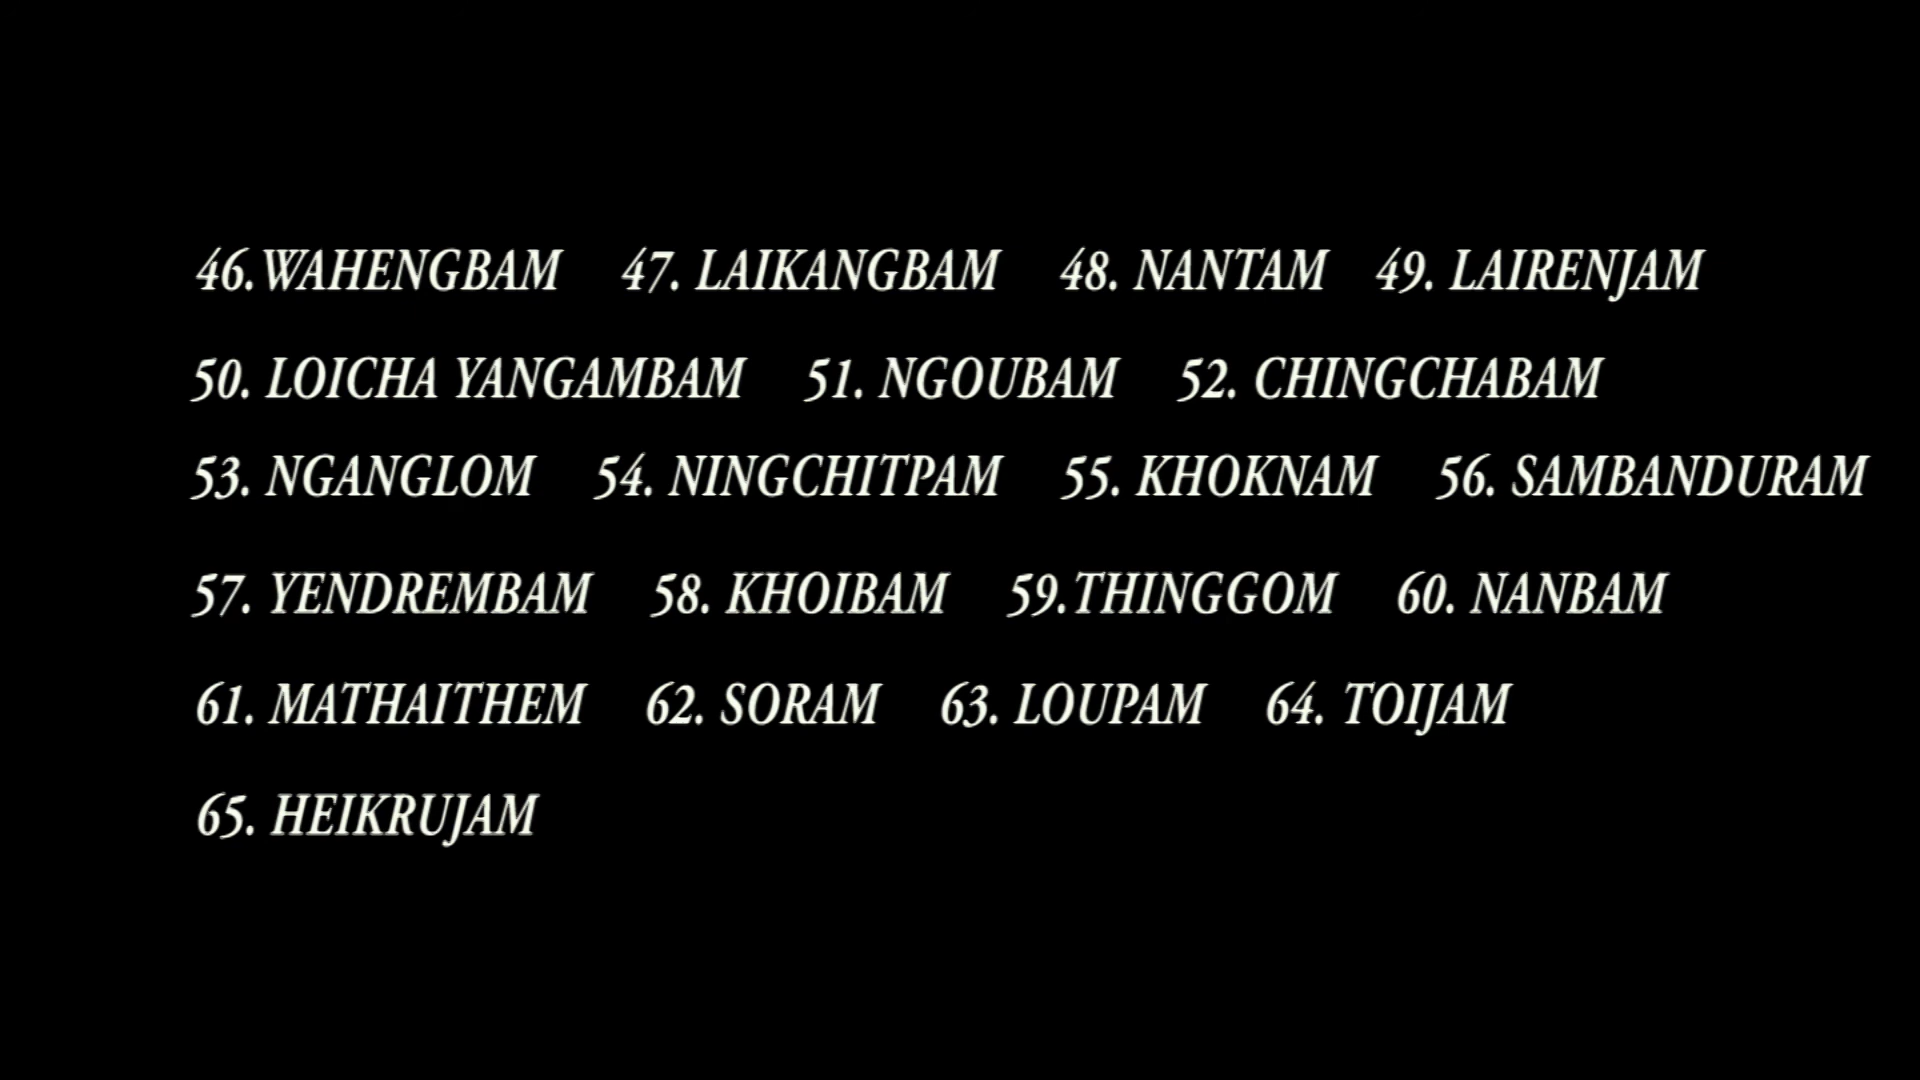 46.WAHENGBAM 47. LAIKANGBAM 48. NANTAM 49. LAIRENJAM
50. LOICHA YANGAMBAM 51. NGOUBAM 52. CHINGCHABAM
53. NGANGLOM 54. NINGCHITPAM 55. KHOKNAM 56. SAMBANDURAM
57. YENDREMBAM 58. KHOIBAM 59.THINGGOM 60. NANBAM
61. MATHAITHEM 62. SORAM 63. LOUPAM 64. TOIJAM
65. HEIKRUJAM